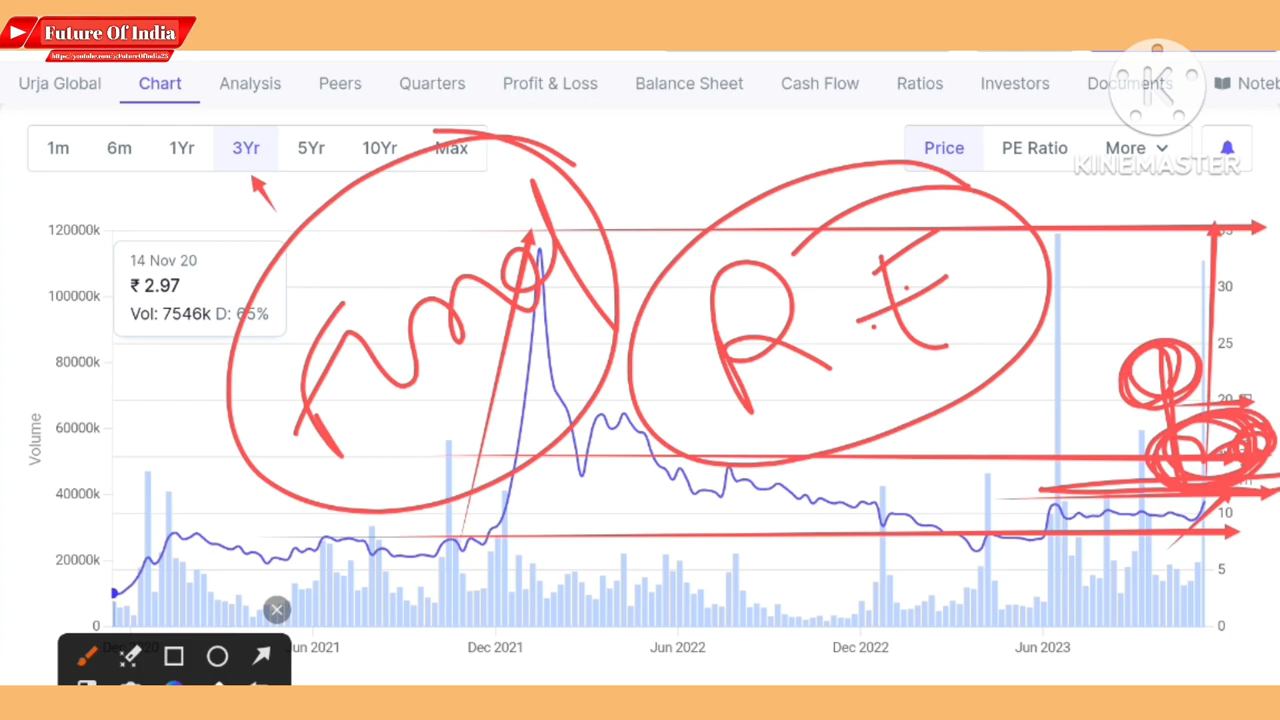 Future Of India
https://youtube.com/@FutureOfIndia25
Urja Global Chart Analysis Peers Quarters Profit & Loss Balance Sheet Cash Flow Ratios Investors Documents
K
KINEMASTER
1m 6m 1Yr 3Yr 5Yr 10Yr Max
Price PE Ratio More
120000k
100000k
80000k
60000k
40000k
20000k
0
Volume
14 Nov 20
₹ 2.97
Vol: 7546k D: 65%
R E
30
25
20
10
5
0
Dec 2020 Jun 2021 Dec 2021 Jun 2022 Dec 2022 Jun 2023